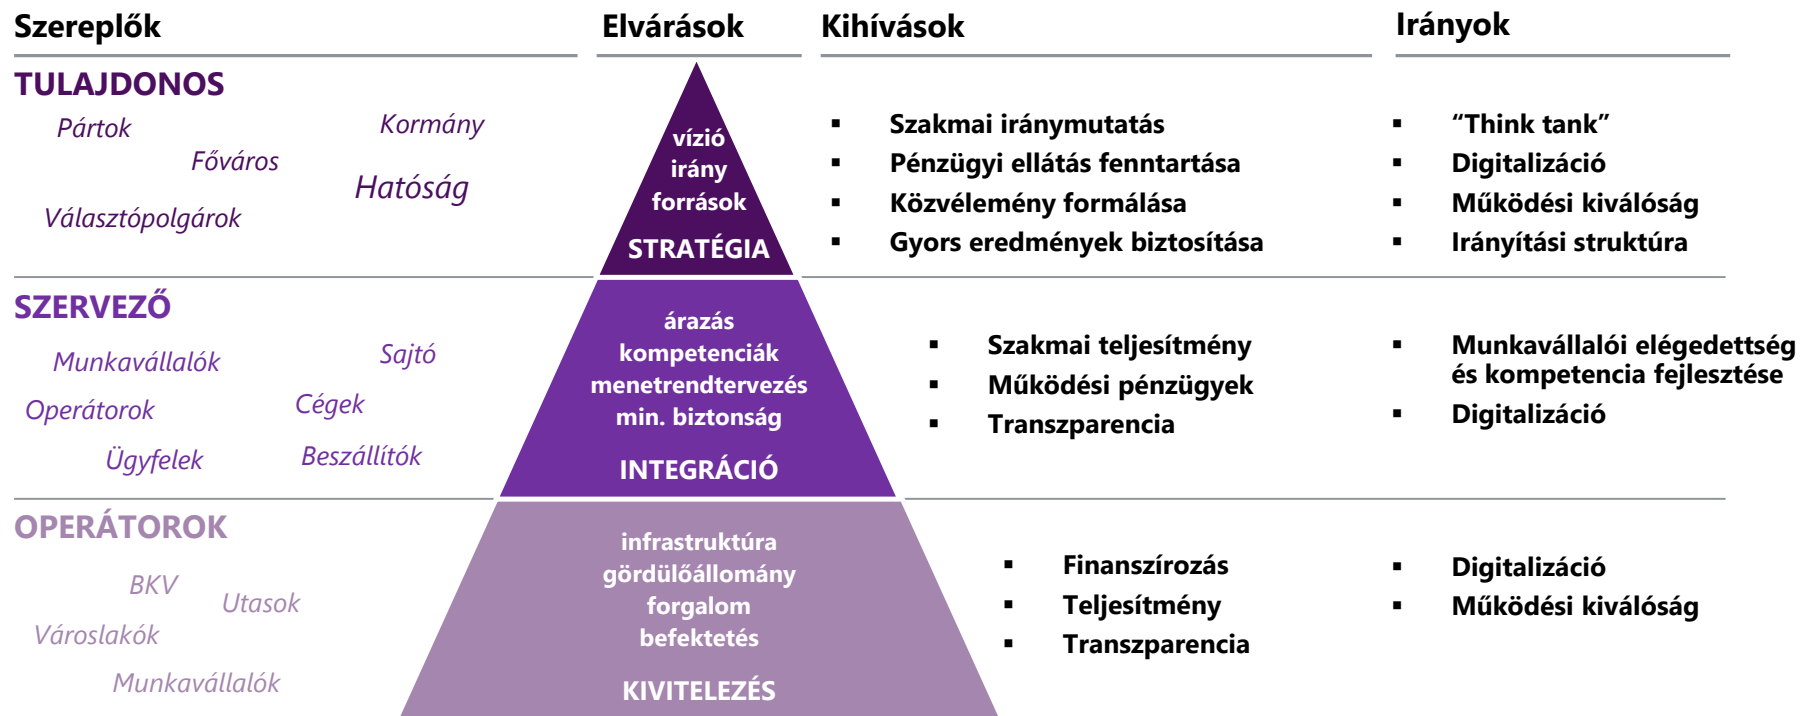 Szereplők
Elvárások
Kihívások
Irányok
TULAJDONOS
Pártok
Kormány
Főváros
Hatóság
Választópolgárok
vízió
irány
források
STRATÉGIA
▪ Szakmai iránymutatás
▪ Pénzügyi ellátás fenntartása
▪ Közvélemény formálása
▪ Gyors eredmények biztosítása
▪ “Think tank”
▪ Digitalizáció
▪ Működési kiválóság
▪ Irányítási struktúra
SZERVEZŐ
Munkavállalók
Sajtó
Operátorok
Cégek
Ügyfelek
Beszállítók
árazás
kompetenciák
menetrendtervezés
min. biztonság
INTEGRÁCIÓ
▪ Szakmai teljesítmény
▪ Működési pénzügyek
▪ Transzparencia
▪ Munkavállalói elégedettség
és kompetencia fejlesztése
▪ Digitalizáció
OPERÁTOROK
BKV
Utasok
Városlakók
Munkavállalók
infrastruktúra
gördülőállomány
forgalom
befektetés
KIVITELEZÉS
▪ Finanszírozás
▪ Teljesítmény
▪ Transzparencia
▪ Digitalizáció
▪ Működési kiválóság